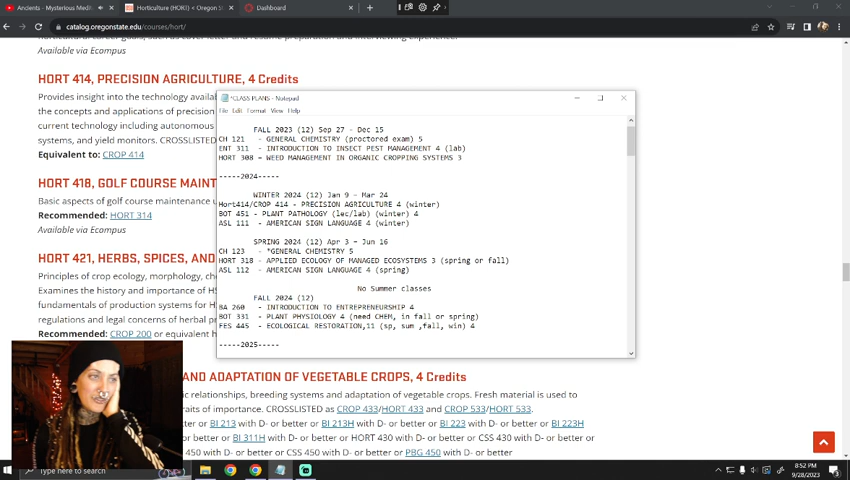 Ancients - Mysterious Medi
Horticulture (HORT) < Oregon S
Dashboard
catalog.oregonstate.edu/courses/hort/
Available via Ecampus
HORT 414, PRECISION AGRICULTURE, 4 Credits
Provides insight into the technology availa
the concepts and applications of precision
current technology including autonomous
systems, and yield monitors. CROSSLISTED
Equivalent to: CROP 414
HORT 418, GOLF COURSE MAINT
Basic aspects of golf course maintenance u
Recommended: HORT 314
Available via Ecampus
HORT 421, HERBS, SPICES, AND
Principles of crop ecology, morphology, che
Examines the history and importance of HS
fundamentals of production systems for H
regulations and legal concerns of herbal pr
Recommended: CROP 200 or equivalent h
*CLASS PLANS - Notepad
File Edit Format View Help
FALL 2023 (12) Sep 27 - Dec 15
CH 121 - GENERAL CHEMISTRY (proctored exam) 5
ENT 311 - INTRODUCTION TO INSECT PEST MANAGEMENT 4 (lab)
HORT 308 - WEED MANAGEMENT IN ORGANIC CROPPING SYSTEMS 3
-----2024-----
WINTER 2024 (12) Jan 9 - Mar 24
Hort414/CROP 414 - PRECISION AGRICULTURE 4 (winter)
BOT 451 - PLANT PATHOLOGY (lec/lab) (winter) 4
ASL 111 - AMERICAN SIGN LANGUAGE 4 (winter)
SPRING 2024 (12) Apr 3 - Jun 16
CH 123 - *GENERAL CHEMISTRY 5
HORT 318 - APPLIED ECOLOGY OF MANAGED ECOSYSTEMS 3 (spring or fall)
ASL 112 - AMERICAN SIGN LANGUAGE 4 (spring)
No Summer classes
FALL 2024 (12)
BA 260 - INTRODUCTION TO ENTREPRENEURSHIP 4
BOT 331 - PLANT PHYSIOLOGY 4 (need CHEM, in fall or spring)
FES 445 - ECOLOGICAL RESTORATION,11 (sp, sum ,fall, win) 4
-----2025-----
AND ADAPTATION OF VEGETABLE CROPS, 4 Credits
ic relationships, breeding systems and adaptation of vegetable crops. Fresh material is used to
raits of importance. CROSSLISTED as CROP 433/HORT 433 and CROP 533/HORT 533.
er or BI 213 with D- or better or BI 213H with D- or better or BI 223 with D- or better or BI 223H
- or better or BI 311H with D- or better or HORT 430 with D- or better or CSS 430 with D- or better
450 with D- or better or CSS 450 with D- or better or PBG 450 with D- or better
Type here to search
8:52 PM
9/28/2023